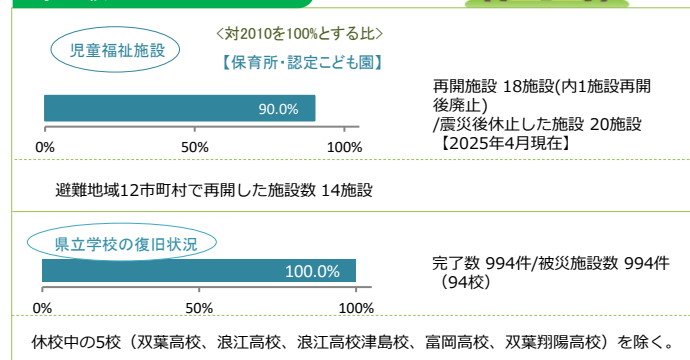 <対2010を100%とする比>
児童福祉施設
【保育所・認定こども園】
90.0%
0% 50% 100%
再開施設 18施設(内1施設再開
後廃止)
/震災後休止した施設 20施設
【2025年4月現在】
避難地域12市町村で再開した施設数 14施設
県立学校の復旧状況
100.0%
0% 50% 100%
完了数 994件/被災施設数 994件
（94校）
休校中の5校（双葉高校、浪江高校、浪江高校津島校、富岡高校、双葉翔陽高校）を除く。